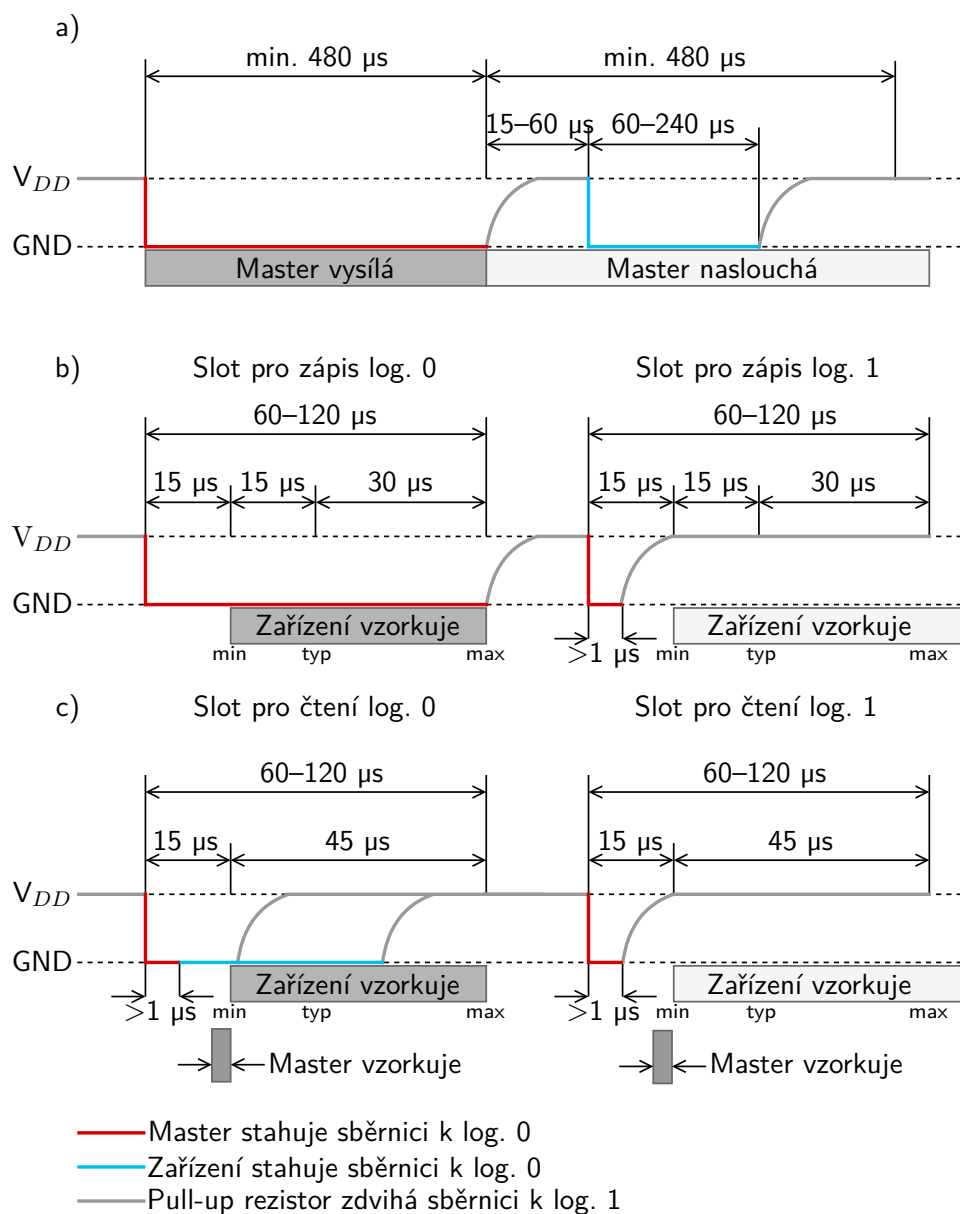 a)
min. 480 µs
min. 480 µs
15–60 µs
60–240 µs
V_DD
GND
Master vysílá
Master naslouchá
b)
Slot pro zápis log. 0
Slot pro zápis log. 1
60–120 µs
60–120 µs
15 µs
15 µs
30 µs
15 µs
15 µs
30 µs
V_DD
GND
Zařízení vzorkuje
Zařízení vzorkuje
min
typ
max
>1 µs
min
typ
max
c)
Slot pro čtení log. 0
Slot pro čtení log. 1
60–120 µs
60–120 µs
15 µs
45 µs
15 µs
45 µs
V_DD
GND
Zařízení vzorkuje
Zařízení vzorkuje
>1 µs
min
typ
max
>1 µs
min
typ
max
Master vzorkuje
Master vzorkuje
Master stahuje sběrnici k log. 0
Zařízení stahuje sběrnici k log. 0
Pull-up rezistor zdvihá sběrnici k log. 1